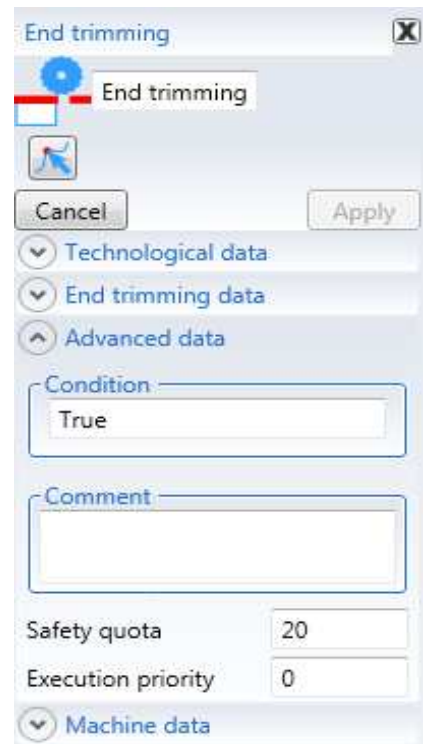 End trimming
End trimming
Cancel Apply
Technological data
End trimming data
Advanced data
Condition
True
Comment
Safety quota 20
Execution priority 0
Machine data